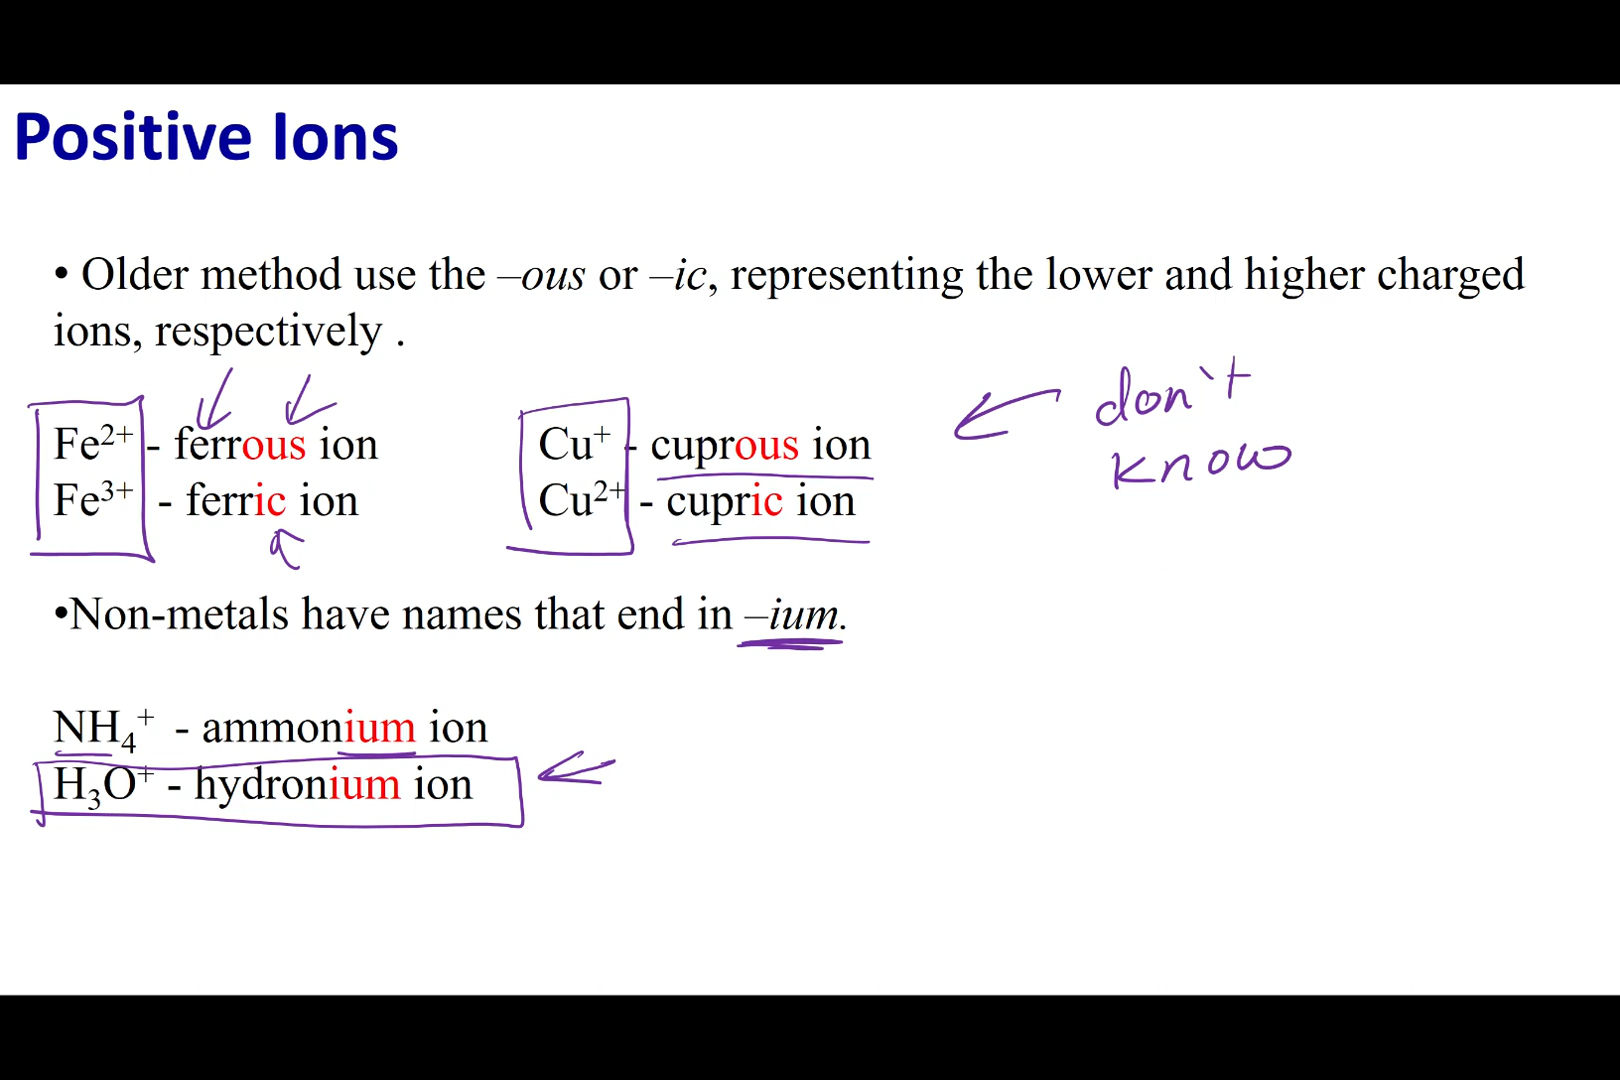 Positive Ions
• Older method use the –ous or –ic, representing the lower and higher charged
ions, respectively .
don't
know
Fe²⁺ - ferrous ion
Cu⁺ - cuprous ion
Fe³⁺ - ferric ion
Cu²⁺ - cupric ion
•Non-metals have names that end in –ium.
NH₄⁺ - ammonium ion
H₃O⁺ - hydronium ion